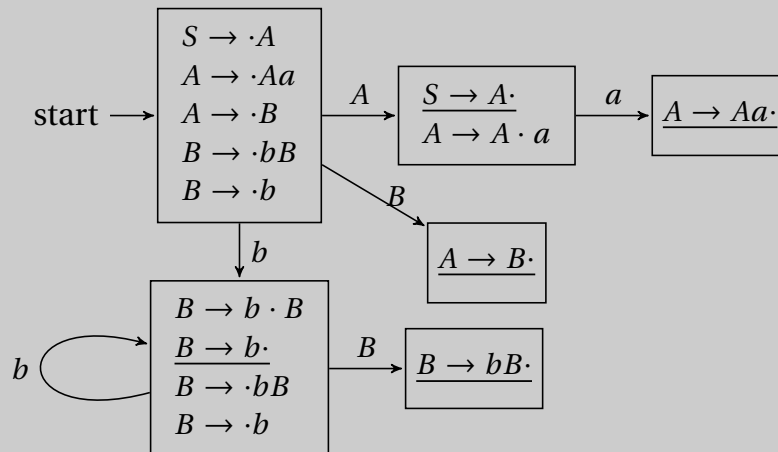 S → ·A
A → ·Aa
A → ·B
B → ·bB
B → ·b
start
A
S → A·
A → A · a
a
A → Aa·
B
A → B·
b
B → b · B
B → b·
B → ·bB
B → ·b
b
B
B → bB·